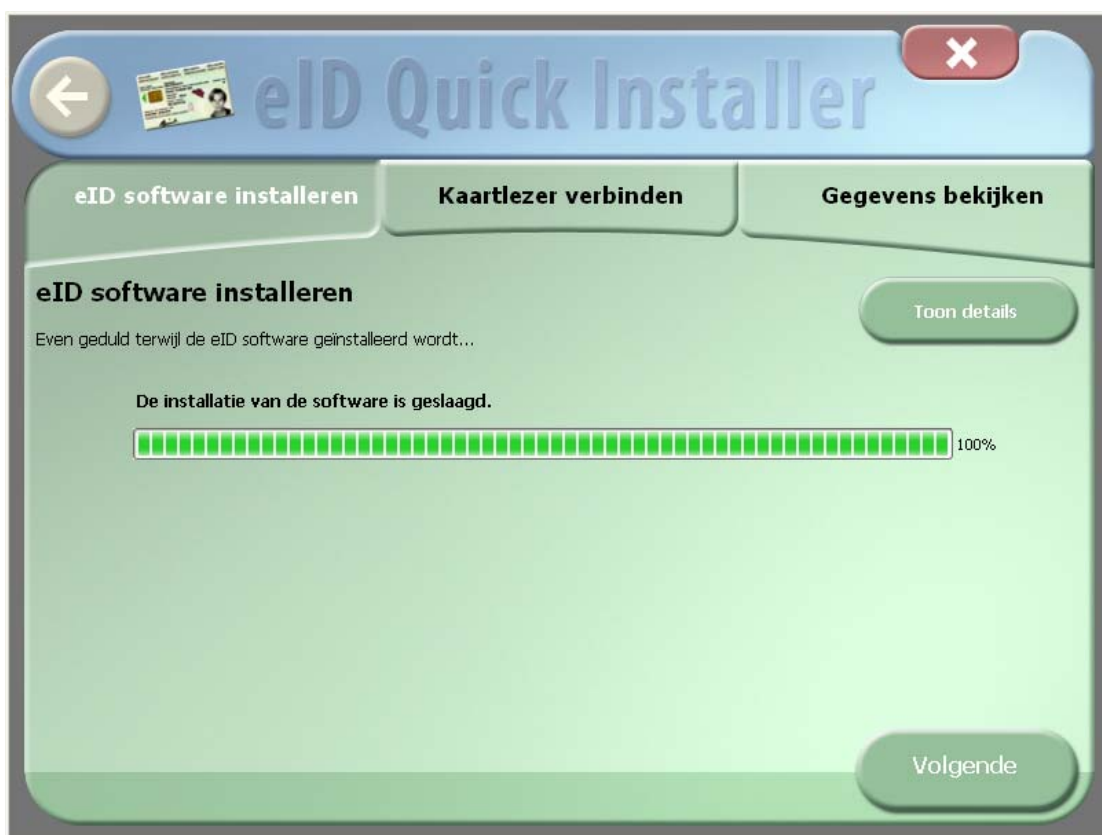 eID Quick Installer
eID software installeren
Kaartlezer verbinden
Gegevens bekijken
eID software installeren
Toon details
Even geduld terwijl de eID software geïnstalleerd wordt...
De installatie van de software is geslaagd.
100%
Volgende